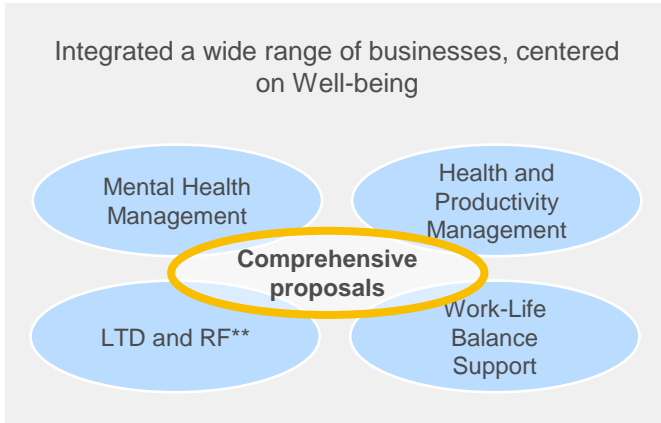 Integrated a wide range of businesses, centered
on Well-being
Mental Health
Management
Health and
Productivity
Management
Comprehensive
proposals
LTD and RF**
Work-Life
Balance
Support